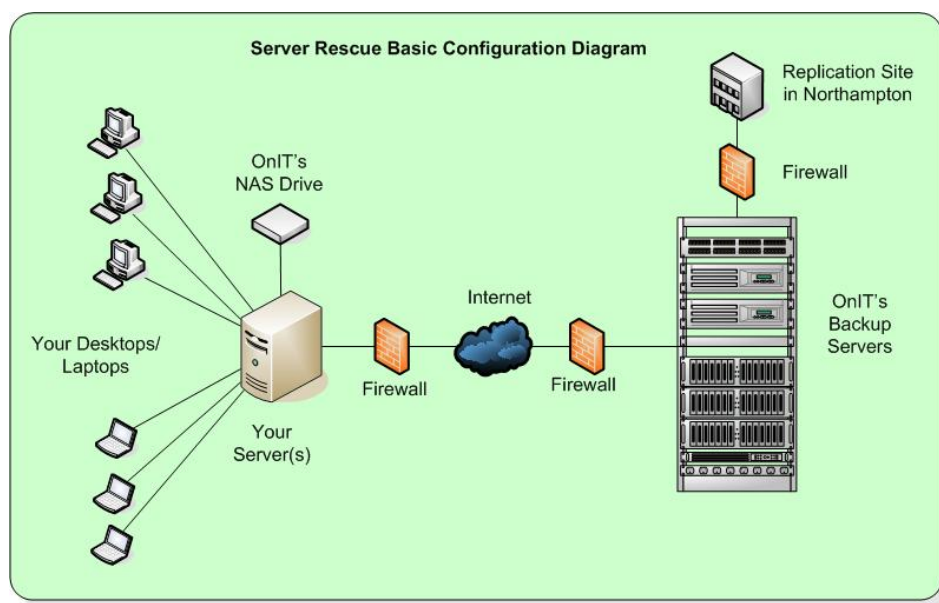 Server Rescue Basic Configuration Diagram
Replication Site
in Northampton
Firewall
OnIT's
NAS Drive
Internet
OnIT's
Backup
Servers
Your Desktops/
Laptops
Firewall
Firewall
Your
Server(s)